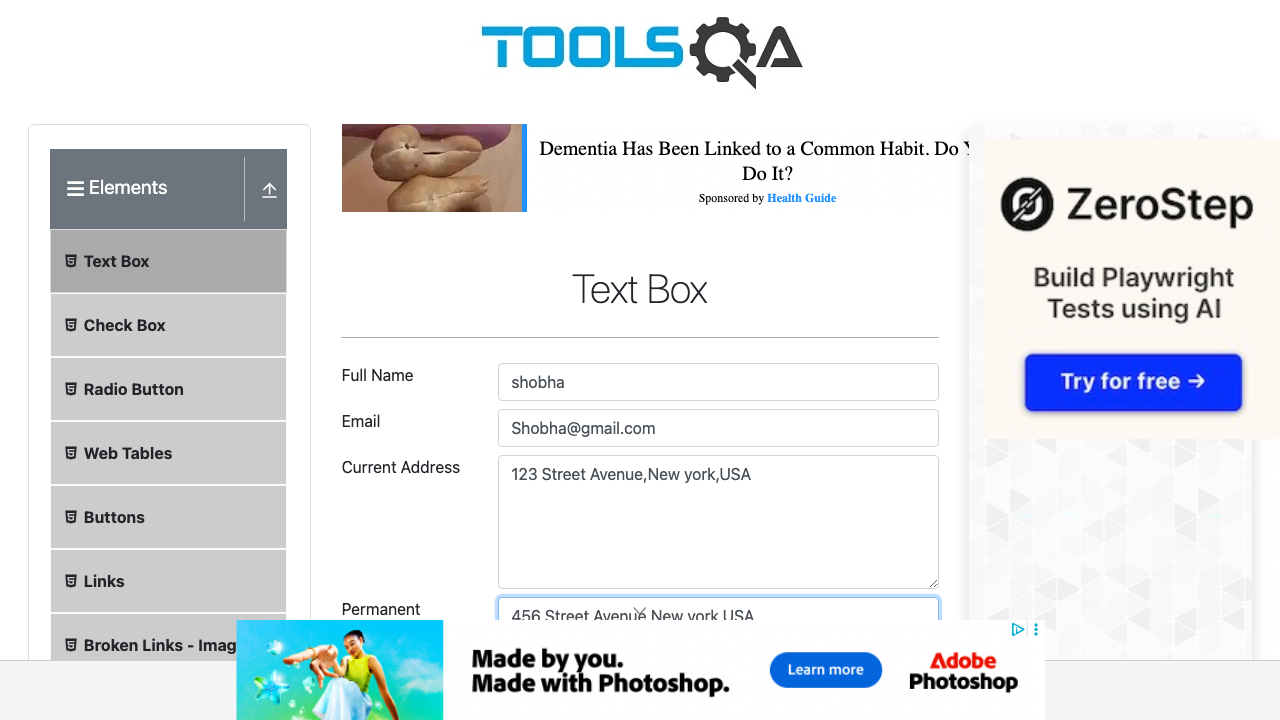 TOOLSQA
Elements
Text Box
Check Box
Radio Button
Web Tables
Buttons
Links
Broken Links - Imag
Dementia Has Been Linked to a Common Habit. Do
Do It?
Sponsored by Health Guide
Text Box
Full Name
shobha
Email
Shobha@gmail.com
Current Address
123 Street Avenue,New york,USA
Permanent
456 Street Avenue,New york,USA
ZeroStep
Build Playwright
Tests using AI
Try for free →
Made by you.
Made with Photoshop.
Learn more
Adobe
Photoshop